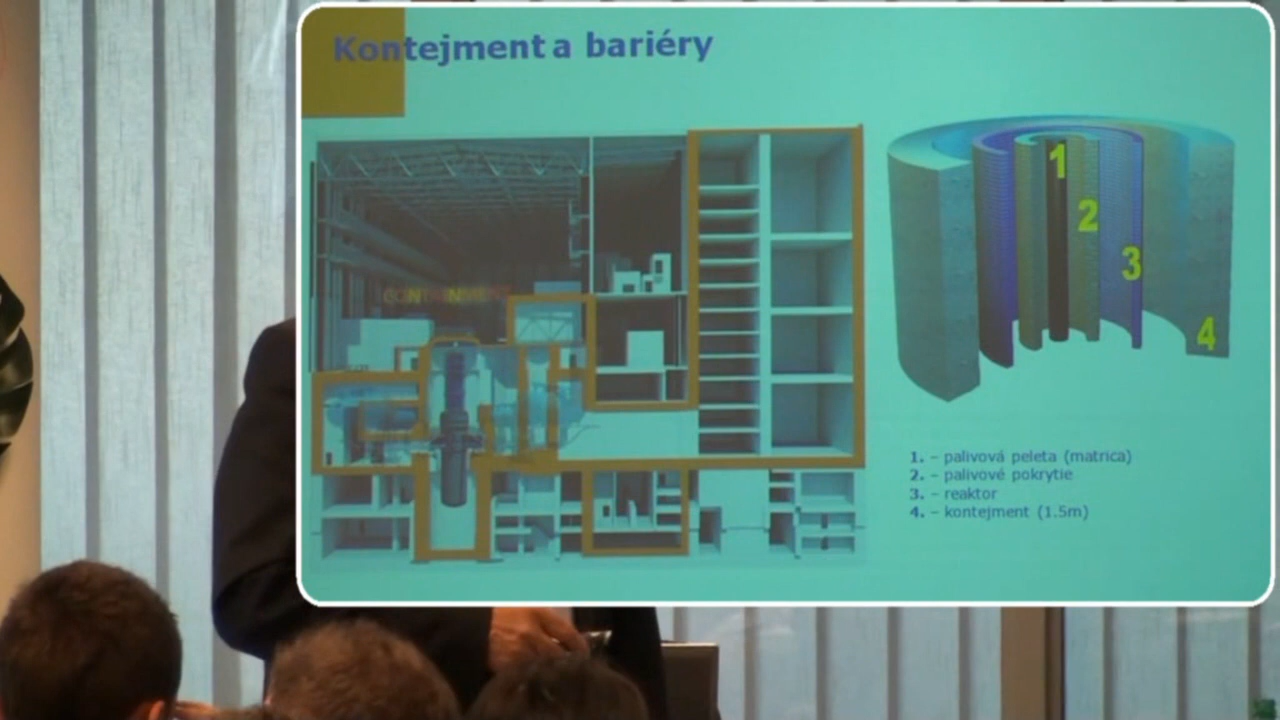 Kontejment a bariéry
CONTAINMENT
1
2
3
4
1. – palivová peleta (matrica)
2. – palivové pokrytie
3. – reaktor
4. – kontejment (1.5m)